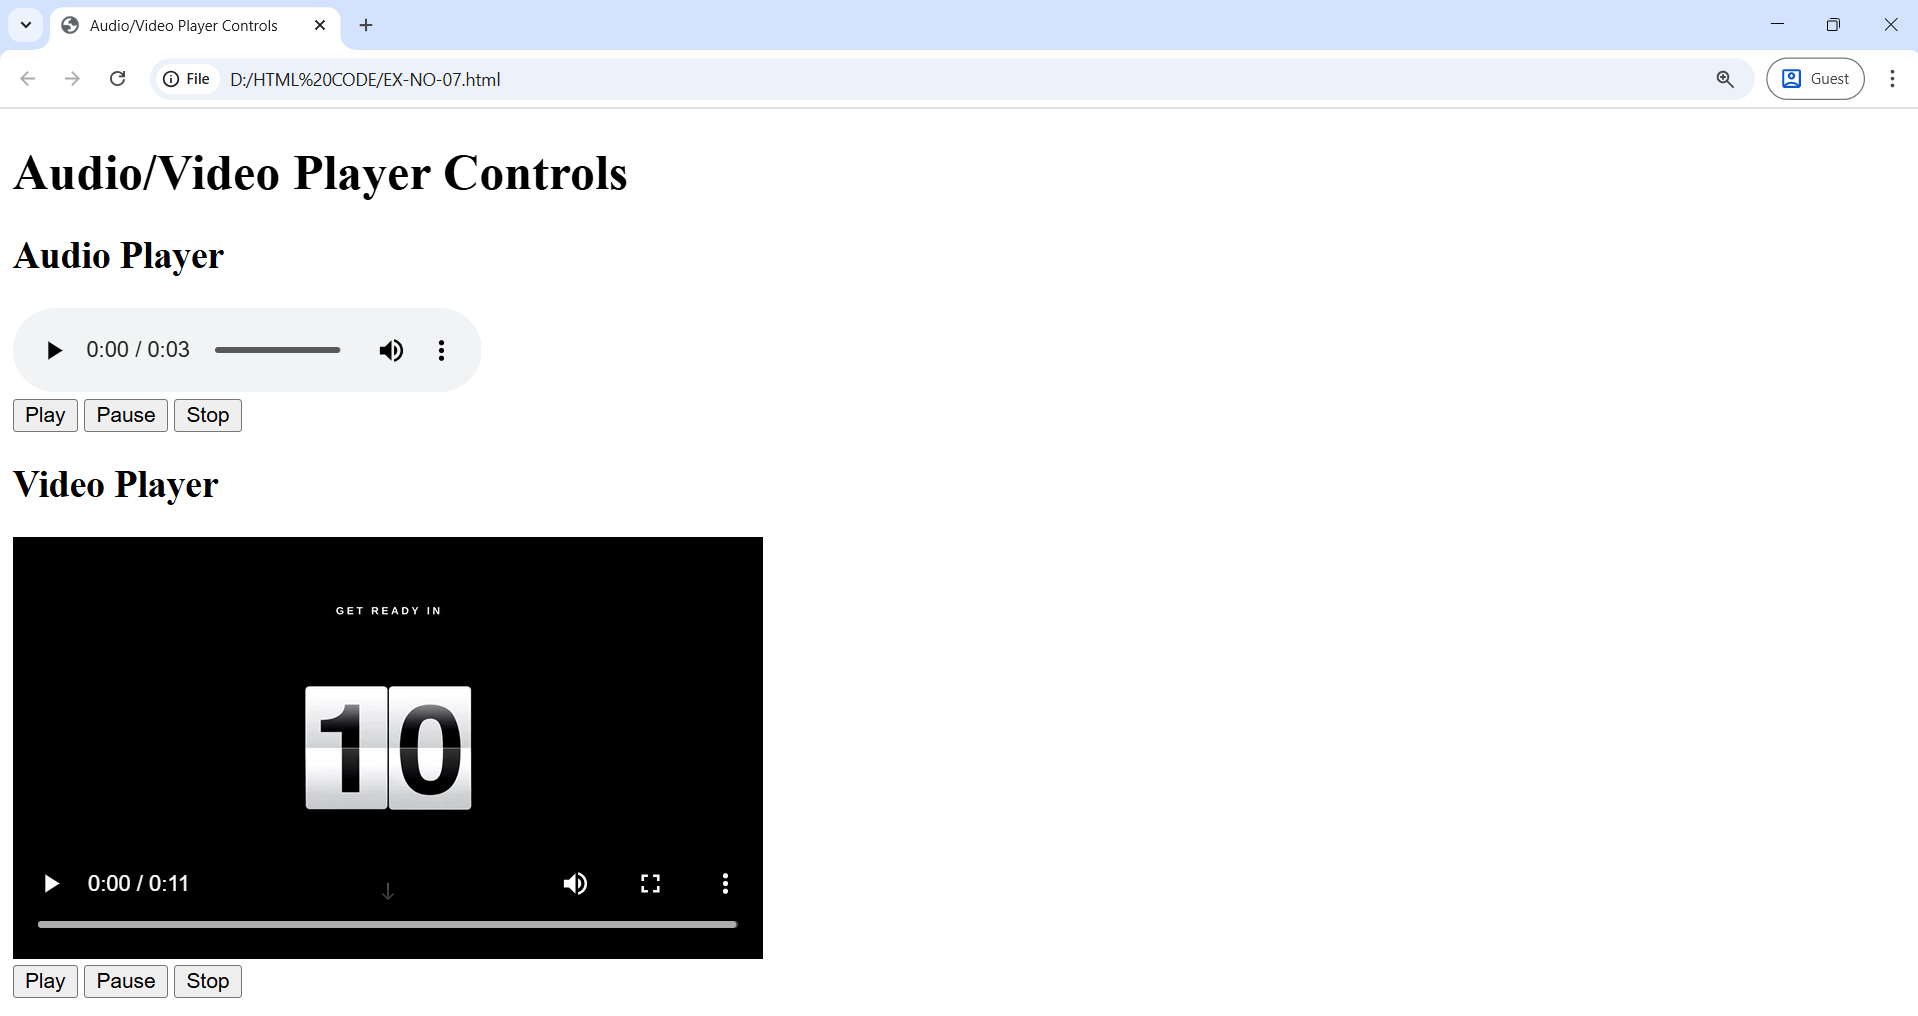 Audio/Video Player Controls
File D:/HTML%20CODE/EX-NO-07.html Guest
Audio/Video Player Controls
Audio Player
0:00 / 0:03
Play Pause Stop
Video Player
GET READY IN
10
0:00 / 0:11
Play Pause Stop